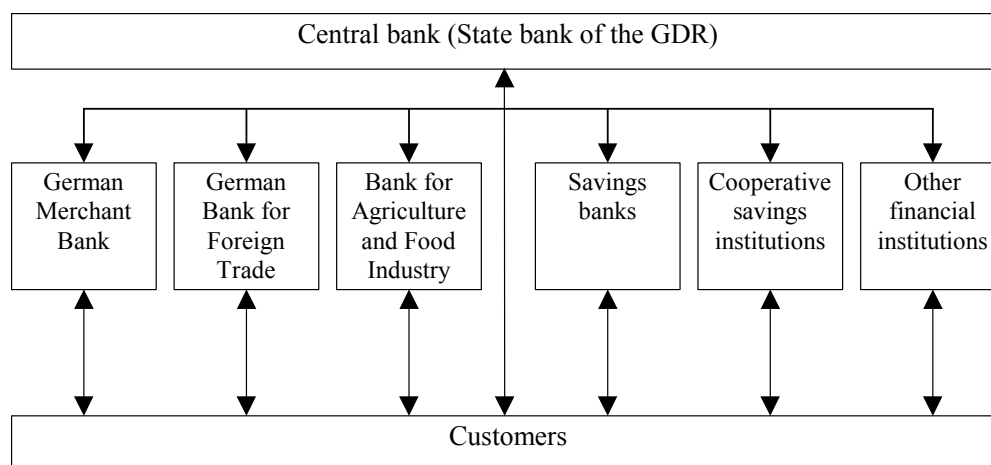 Central bank (State bank of the GDR)
German
Merchant
Bank
German
Bank for
Foreign
Trade
Bank for
Agriculture
and Food
Industry
Savings
banks
Cooperative
savings
institutions
Other
financial
institutions
Customers